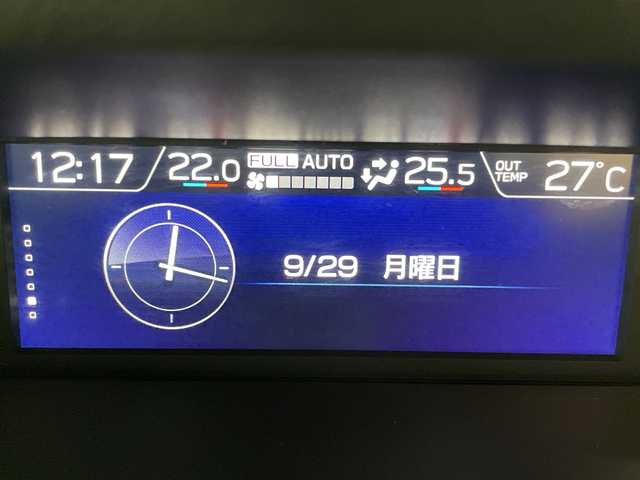 12:17 22.0 FULL AUTO 25.5 OUT TEMP 27°C
9/29 月曜日